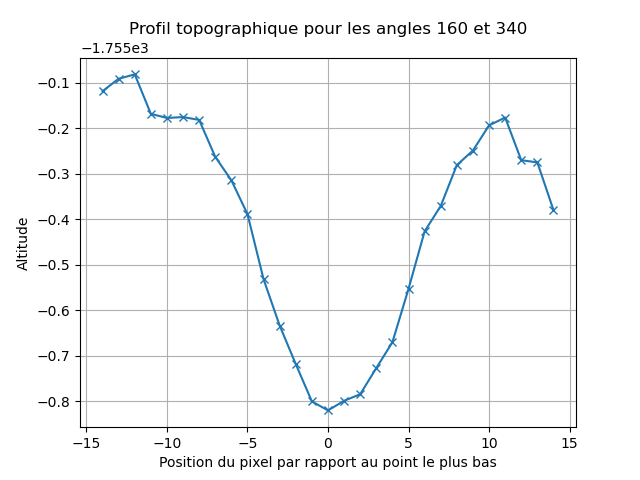 Profil topographique pour les angles 160 et 340
−1.755e3
−0.1
−0.2
−0.3
−0.4
−0.5
−0.6
−0.7
−0.8
Altitude
−15 −10 −5 0 5 10 15
Position du pixel par rapport au point le plus bas